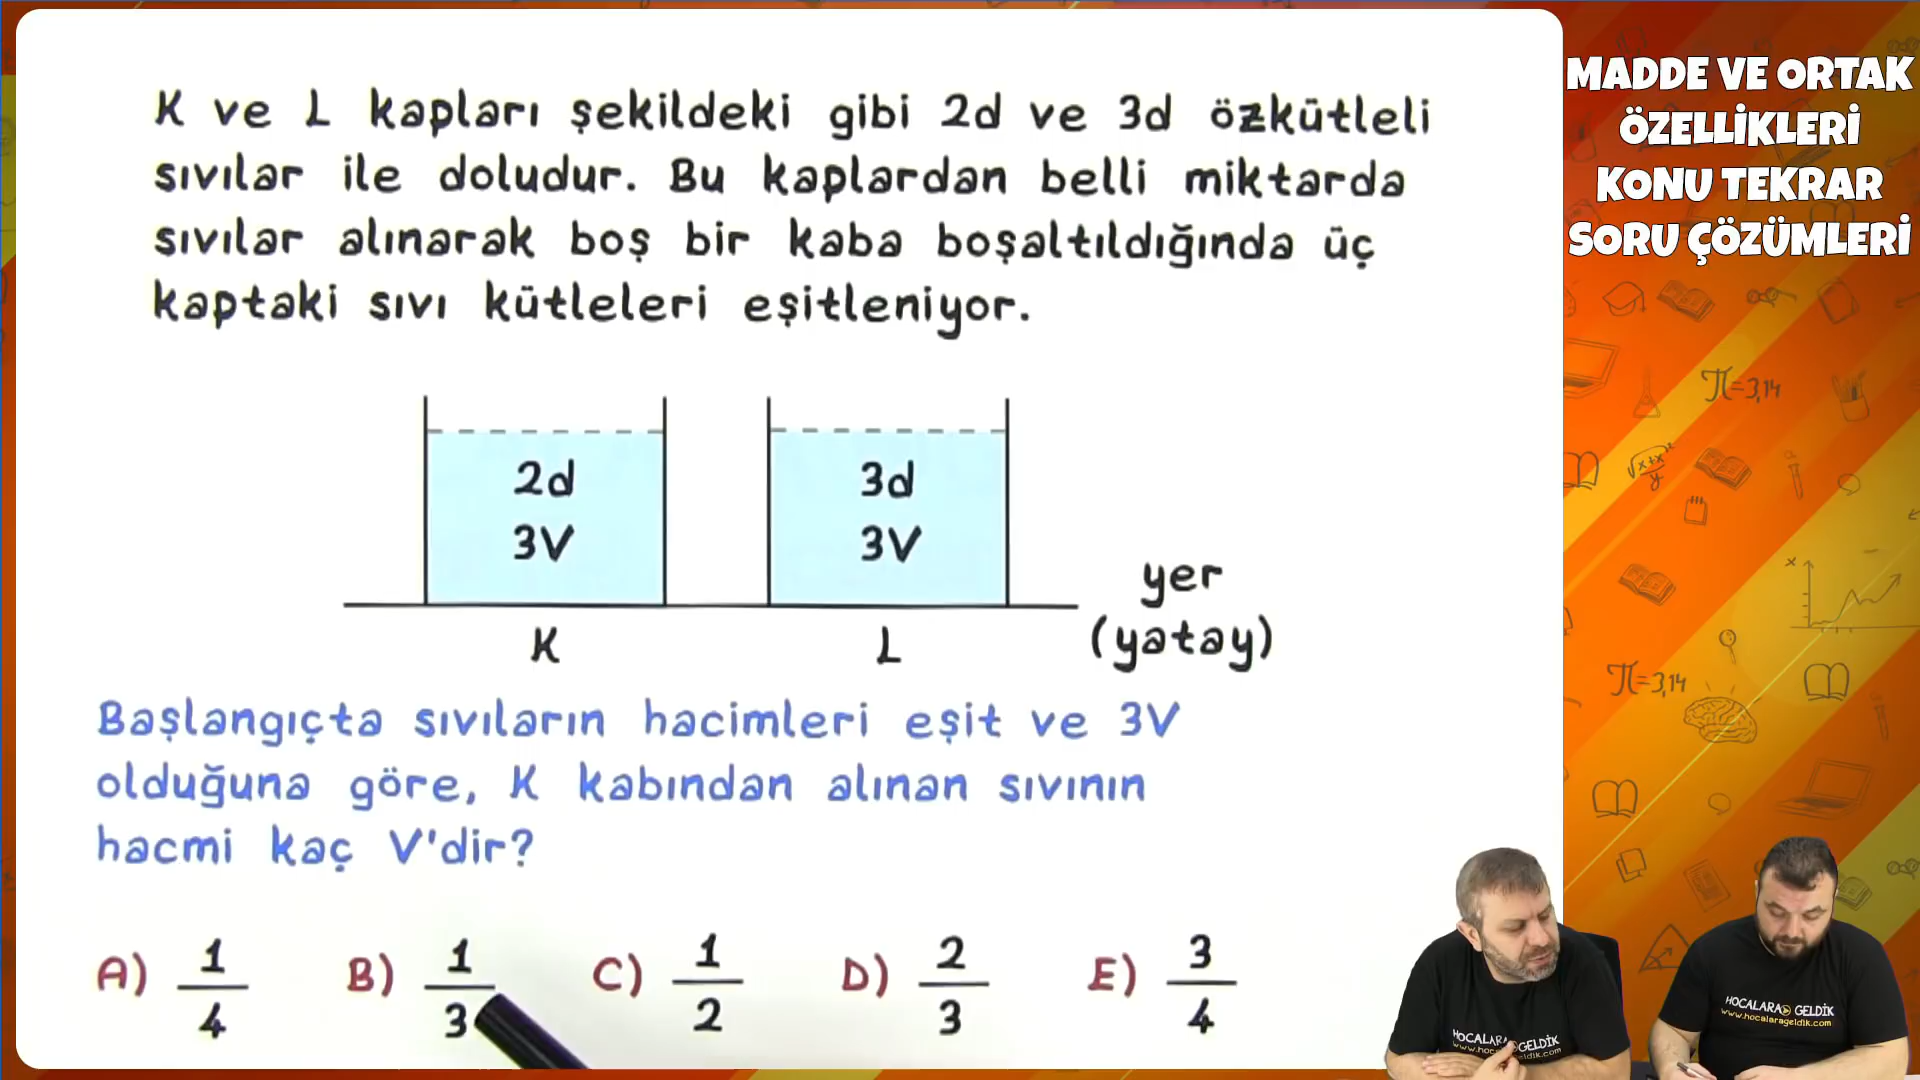 K ve L kapları şekildeki gibi 2d ve 3d özkütleli
sıvılar ile doludur. Bu kaplardan belli miktarda
sıvılar alınarak boş bir kaba boşaltıldığında üç
kaptaki sıvı kütleleri eşitleniyor.
2d
3V
3d
3V
K
L
yer
(yatay)
Başlangıçta sıvıların hacimleri eşit ve 3V
olduğuna göre, K kabından alınan sıvının
hacmi kaç V'dir?
A) 1/4 B) 1/3 C) 1/2 D) 2/3 E) 3/4
MADDE VE ORTAK
ÖZELLİKLERİ
KONU TEKRAR
SORU ÇÖZÜMLERİ
π=3,14
π=3,14
HOCALARA GELDİK
HOCALARA GELDİK
www.hocalarageldik.com